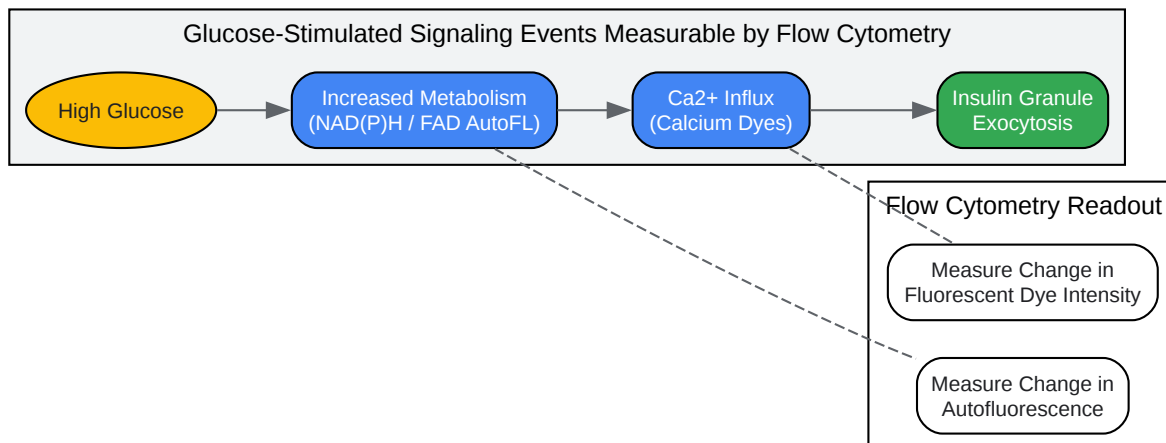 Glucose-Stimulated Signaling Events Measurable by Flow Cytometry
High Glucose
Increased Metabolism
(NAD(P)H / FAD AutoFL)
Ca2+ Influx
(Calcium Dyes)
Insulin Granule
Exocytosis
Flow Cytometry Readout
Measure Change in
Fluorescent Dye Intensity
Measure Change in
Autofluorescence